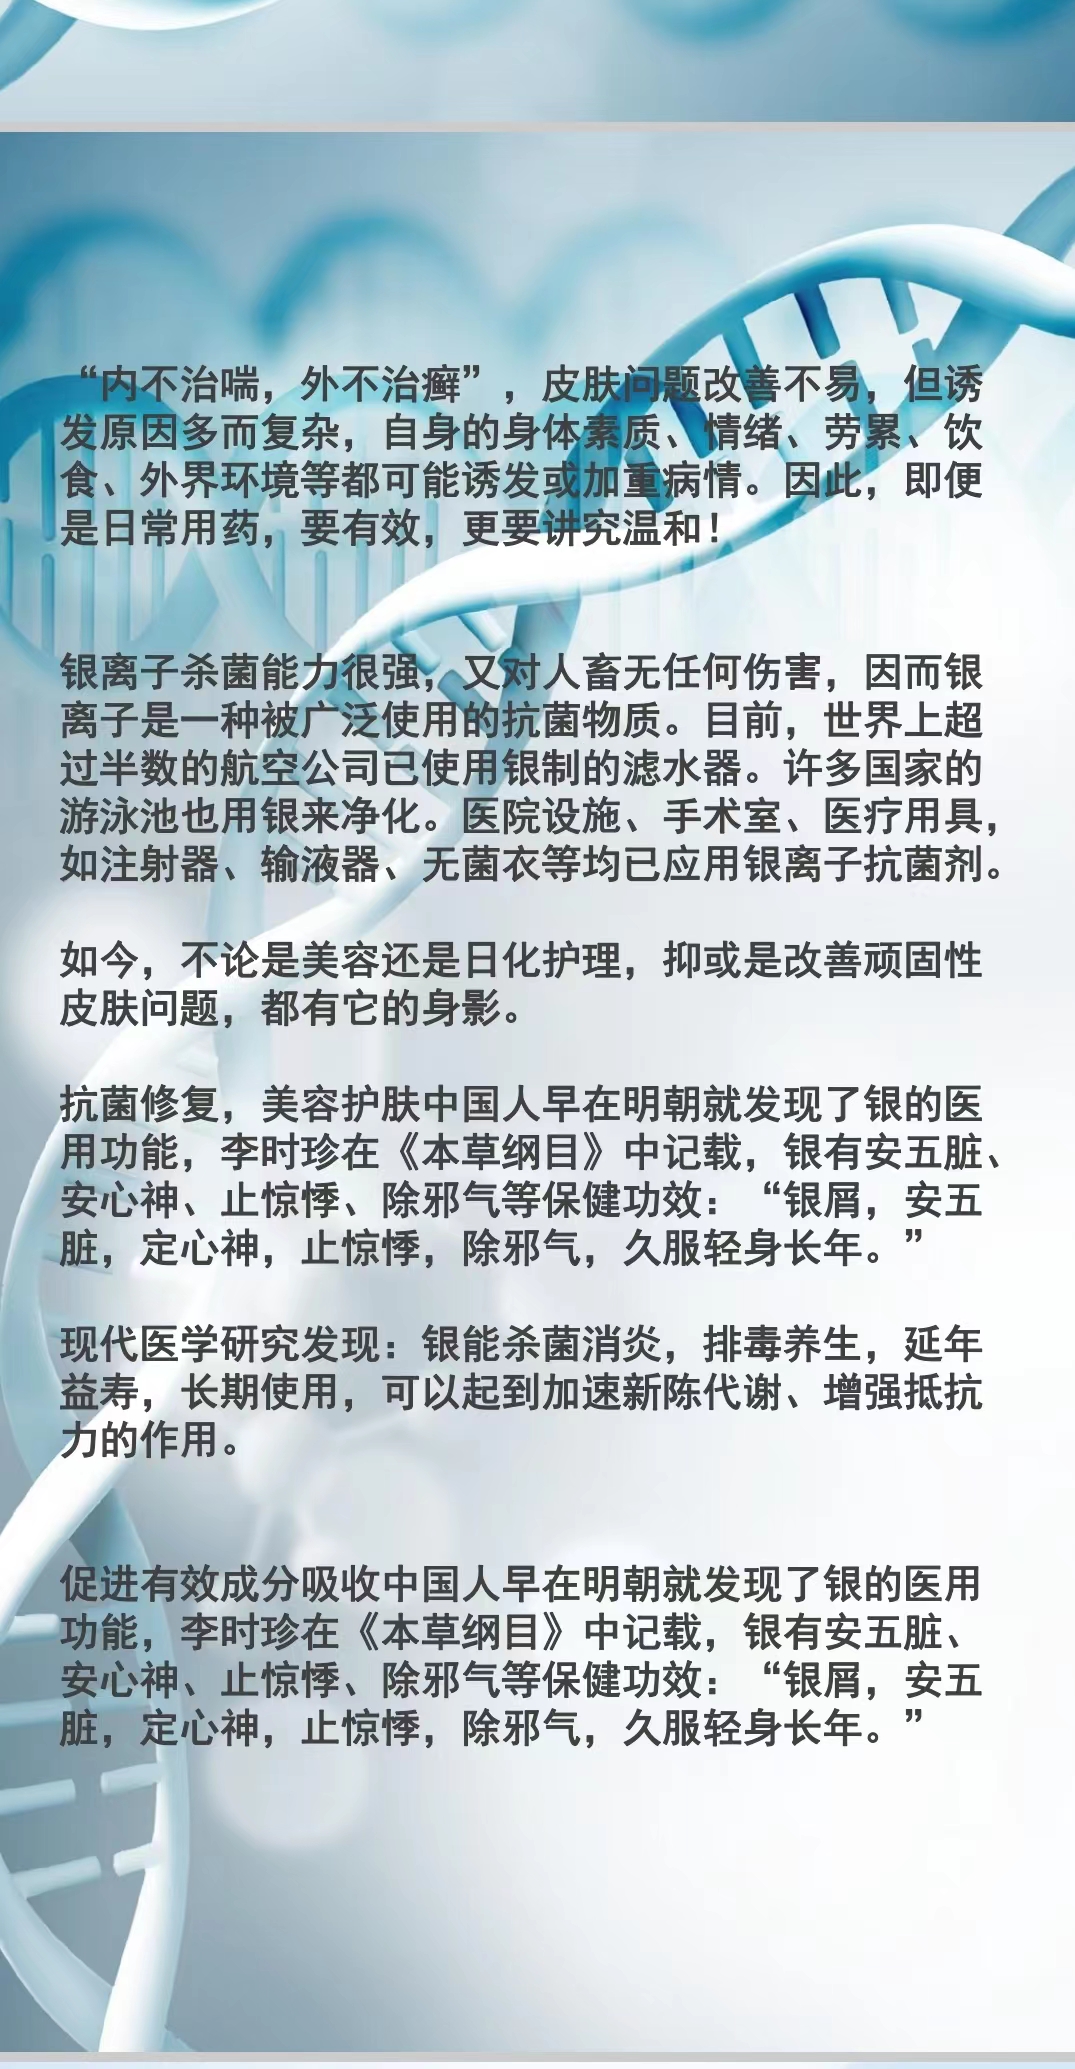 “内不治喘，外不治癣”，皮肤问题改善不易，但诱
发原因多而复杂，自身的身体素质、情绪、劳累、饮
食、外界环境等都可能诱发或加重病情。因此，即便
是日常用药，要有效，更要讲究温和！
银离子杀菌能力很强，又对人畜无任何伤害，因而银
离子是一种被广泛使用的抗菌物质。目前，世界上超
过半数的航空公司已使用银制的滤水器。许多国家的
游泳池也用银来净化。医院设施、手术室、医疗用具，
如注射器、输液器、无菌衣等均已应用银离子抗菌剂。
如今，不论是美容还是日化护理，抑或是改善顽固性
皮肤问题，都有它的身影。
抗菌修复，美容护肤中国人早在明朝就发现了银的医
用功能，李时珍在《本草纲目》中记载，银有安五脏、
安心神、止惊悸、除邪气等保健功效：“银屑，安五
脏，定心神，止惊悸，除邪气，久服轻身长年。”
现代医学研究发现：银能杀菌消炎，排毒养生，延年
益寿，长期使用，可以起到加速新陈代谢、增强抵抗
力的作用。
促进有效成分吸收中国人早在明朝就发现了银的医用
功能，李时珍在《本草纲目》中记载，银有安五脏、
安心神、止惊悸、除邪气等保健功效：“银屑，安五
脏，定心神，止惊悸，除邪气，久服轻身长年。”